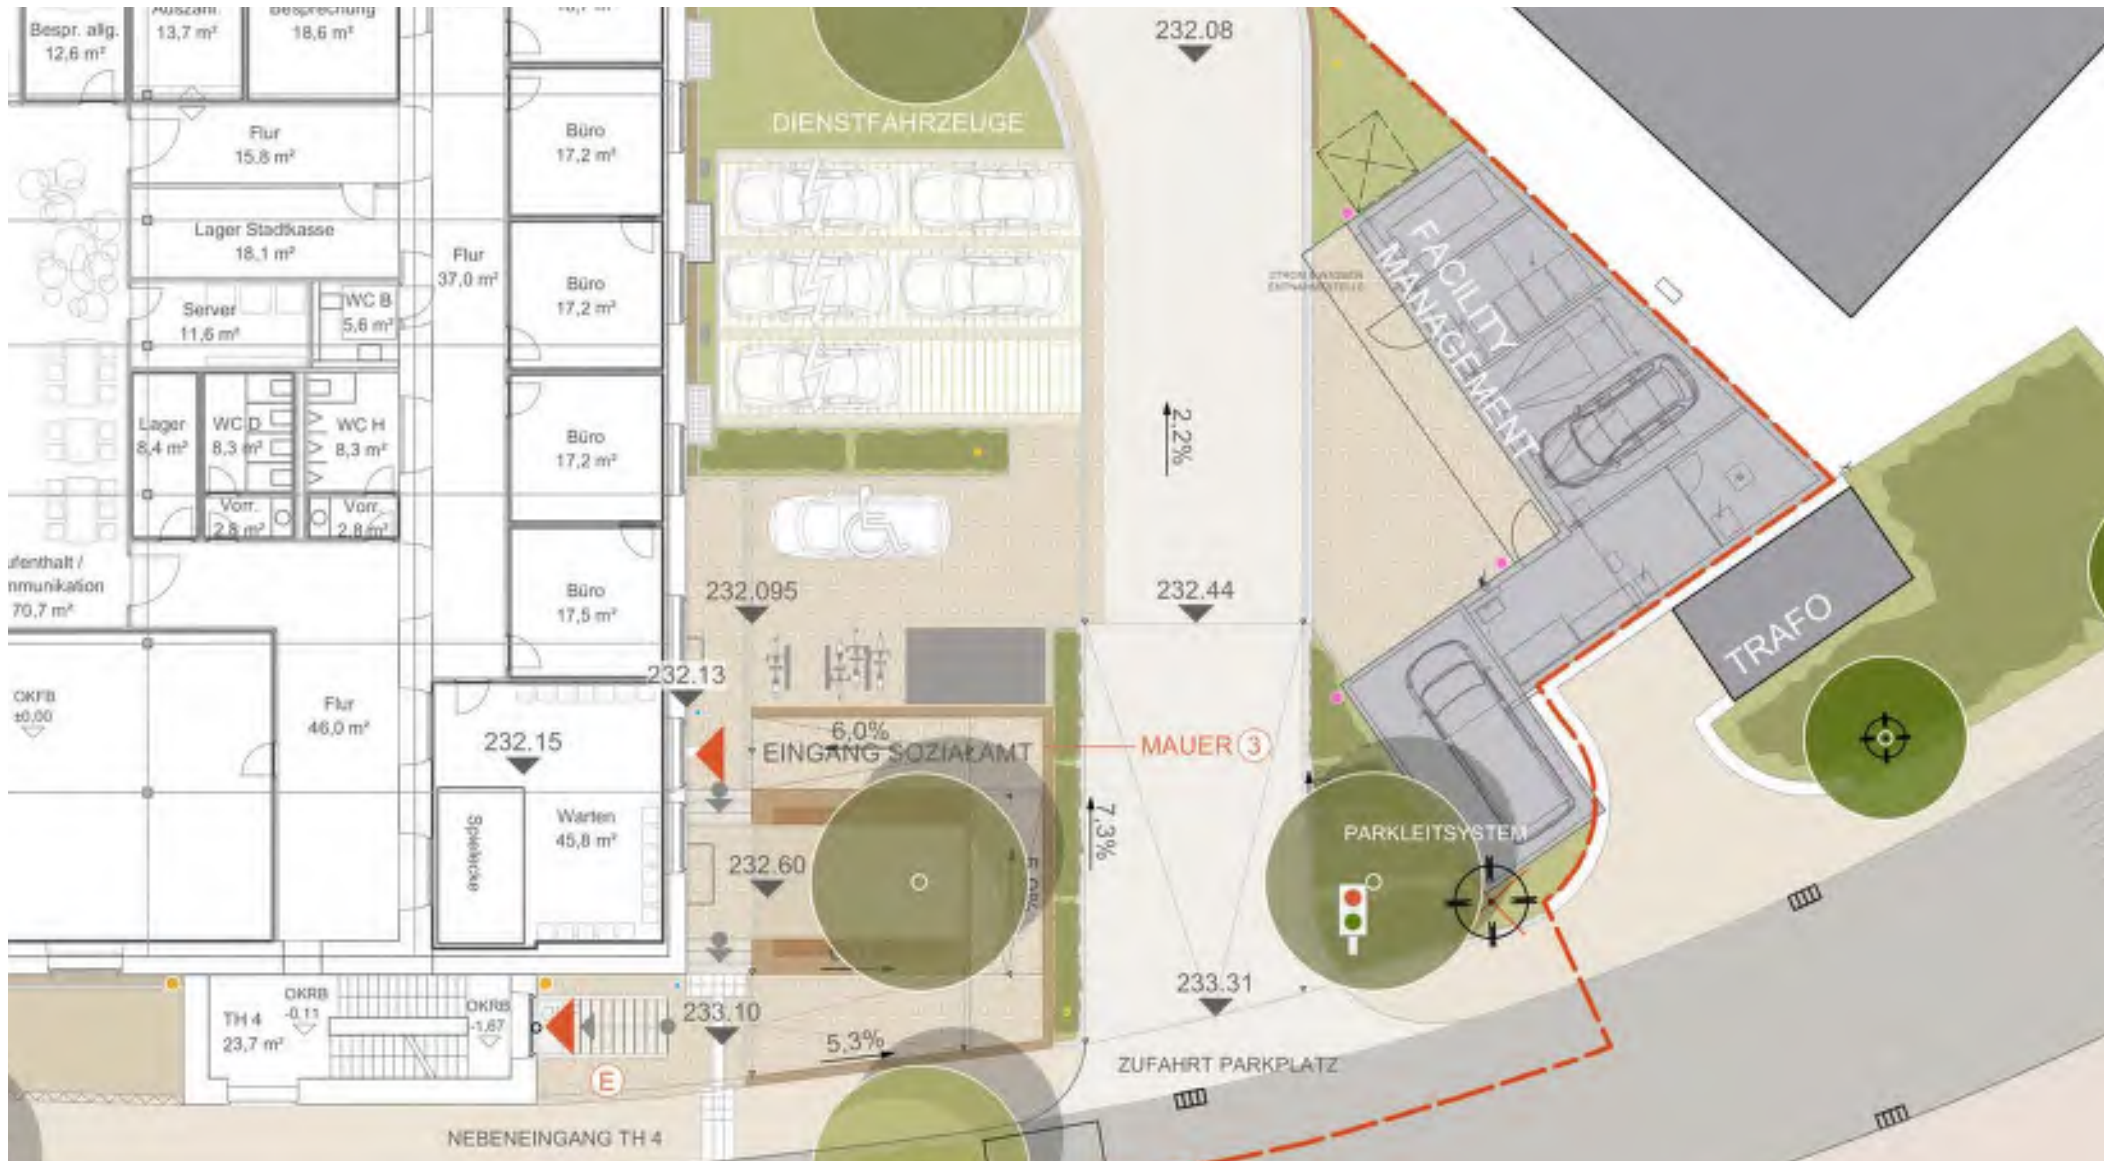 Bespr. allg.
12,6 m²
13,7 m²
Besprechung
18,6 m²
232.08
Flur
15.8 m²
Büro
17,2 m²
DIENSTFAHRZEUGE
Lager Stadtkasse
18,1 m²
Flur
37,0 m²
Büro
17,2 m²
FACILITY
MANAGEMENT
Server
11,6 m²
WC B
5,6 m²
Lager
8,4 m²
WC D
8,3 m²
WC H
8,3 m²
Büro
17,2 m²
2,2%
Vorr.
2,8 m²
Vorr.
2,8 m²
ufenthalt /
mmunikation
70,7 m²
Büro
17,5 m²
232.095
232.44
TRAFO
232.13
OKFB
±0,00
Flur
46,0 m²
232.15
6,0%
EINGANG SOZIALAMT
MAUER 3
Spielecke
Warten
45,8 m²
232.60
7,3%
PARKLEITSYSTEM
233.31
TH 4
23,7 m²
OKRB
-0,11
OKRB
-1,67
233.10
5,3%
E
ZUFAHRT PARKPLATZ
NEBENEINGANG TH 4